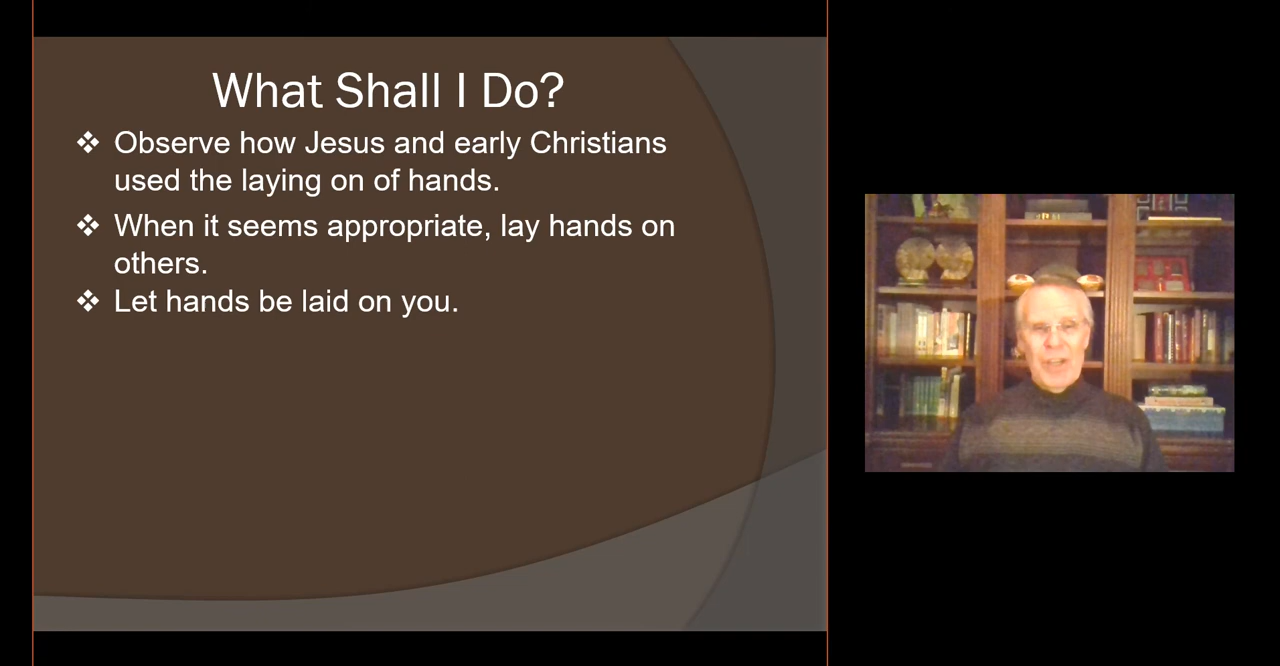 What Shall I Do?
❖ Observe how Jesus and early Christians
used the laying on of hands.
❖ When it seems appropriate, lay hands on
others.
❖ Let hands be laid on you.